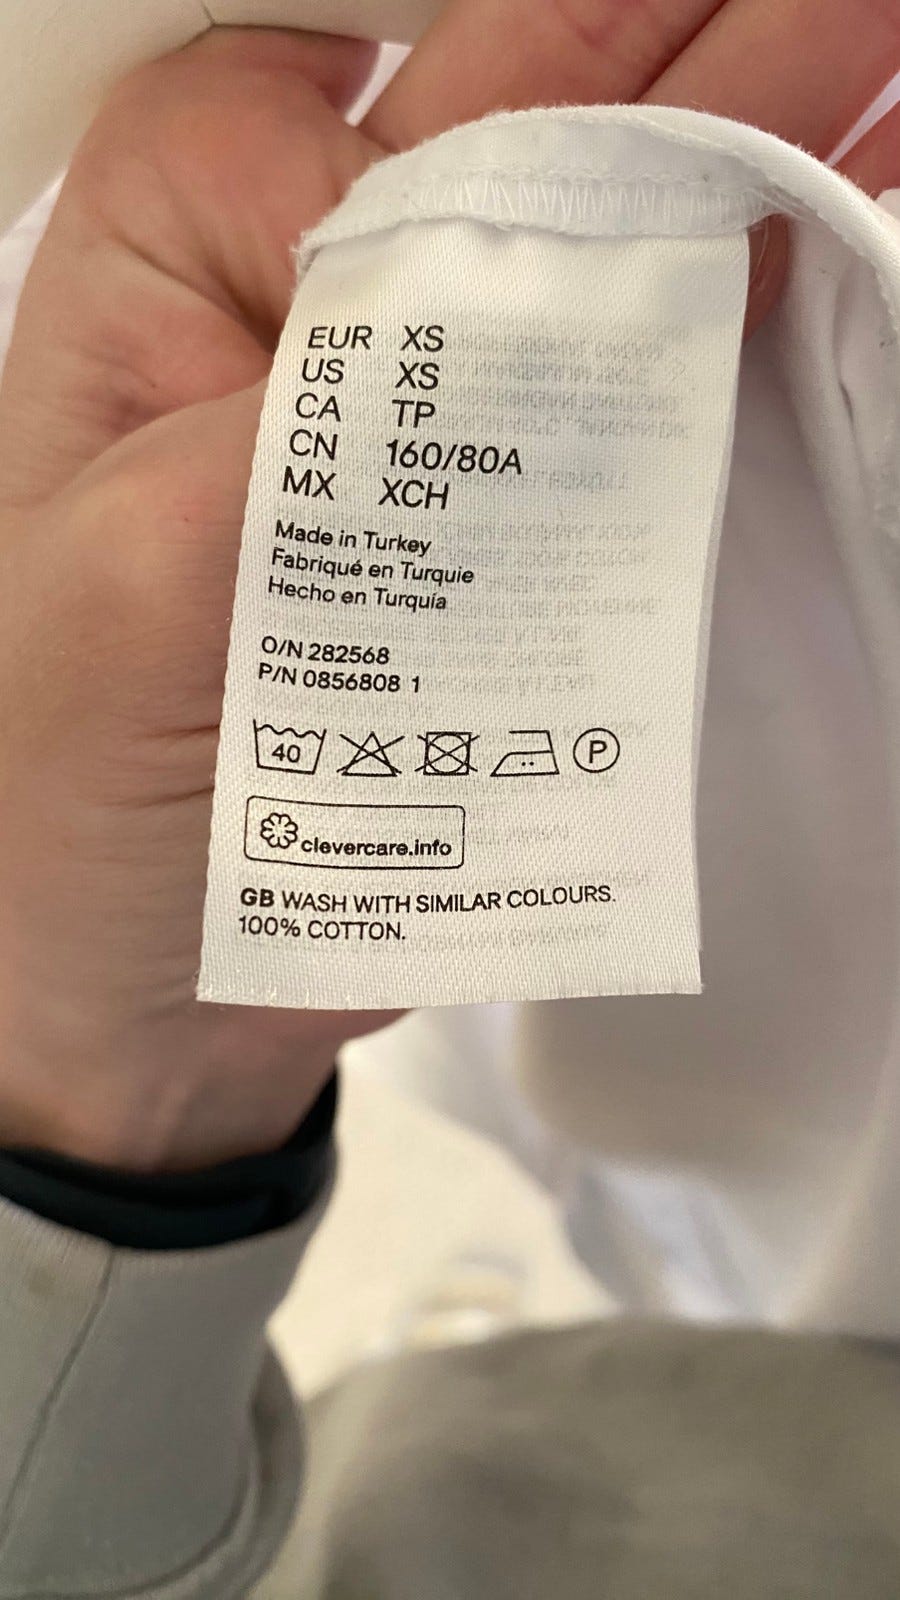 EUR XS
US XS
CA TP
CN 160/80A
MX XCH
Made in Turkey
Fabriqué en Turquie
Hecho en Turquía
O/N 282568
P/N 0856808 1
40 P
clevercare.info
GB WASH WITH SIMILAR COLOURS.
100% COTTON.